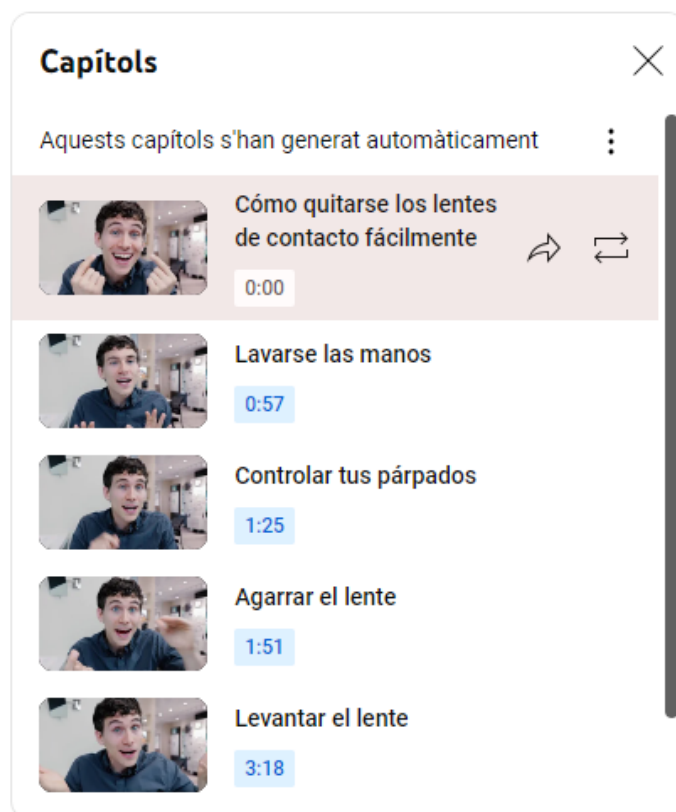 Capítols
Aquests capítols s'han generat automàticament
Cómo quitarse los lentes
de contacto fácilmente
0:00
Lavarse las manos
0:57
Controlar tus párpados
1:25
Agarrar el lente
1:51
Levantar el lente
3:18